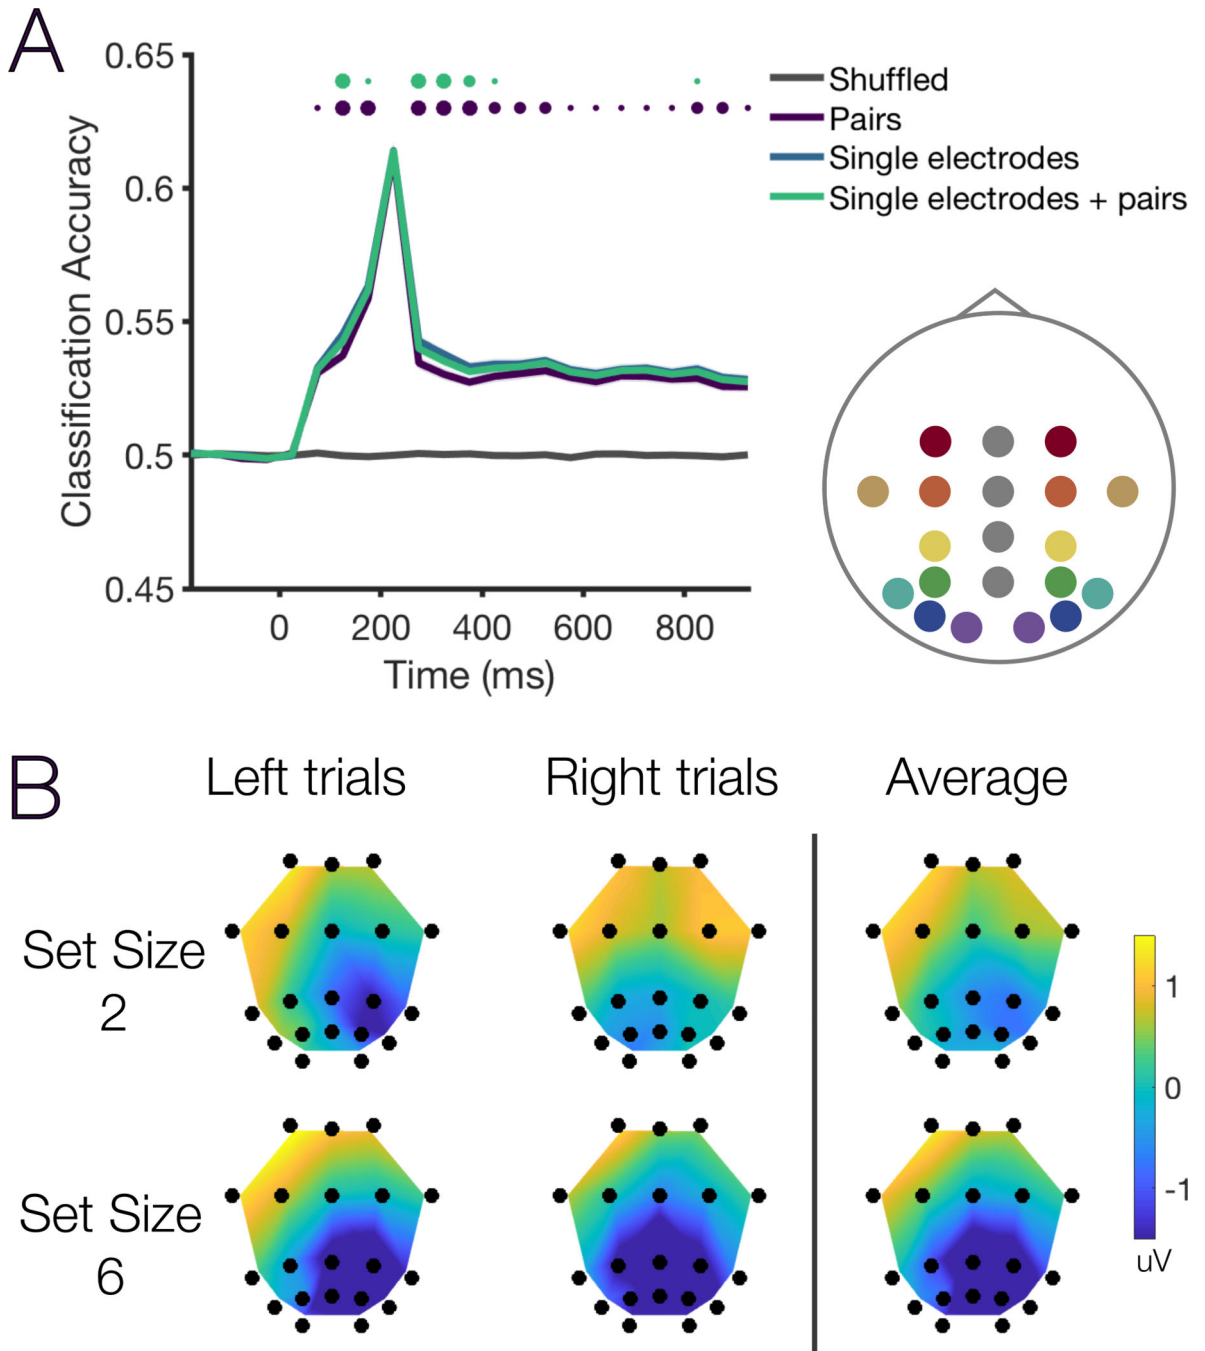 A
Classification Accuracy
0.65
0.6
0.55
0.5
0.45
0 200 400 600 800
Time (ms)
Shuffled
Pairs
Single electrodes
Single electrodes + pairs
B
Left trials Right trials Average
Set Size
2
Set Size
6
1
0
-1
uV